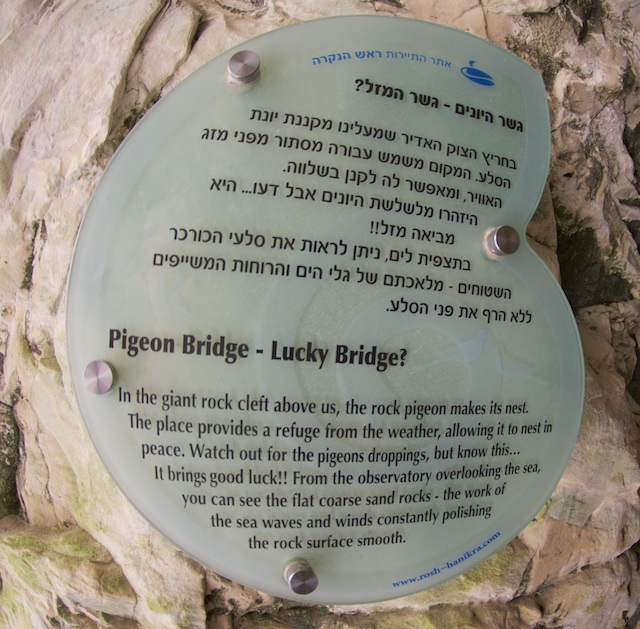 אתר התיירות ראש הנקרה
גשר היונים - גשר המזל?
בחריץ הצוק האדיר שמעלינו מקננת יונת
הסלע. המקום משמש עבורה מסתור מפני מזג
האוויר, ומאפשר לה לקנן בשלווה.
היזהרו מלשלשת היונים אבל דעו... היא
מביאה מזל!!
בתצפית לים, ניתן לראות את סלעי הכורכר
השטוחים - מלאכתם של גלי הים והרוחות המשייפים
ללא הרף את פני הסלע.
Pigeon Bridge - Lucky Bridge?
In the giant rock cleft above us, the rock pigeon makes its nest.
The place provides a refuge from the weather, allowing it to nest in
peace. Watch out for the pigeons droppings, but know this...
It brings good luck!! From the observatory overlooking the sea,
you can see the flat coarse sand rocks - the work of
the sea waves and winds constantly polishing
the rock surface smooth.
www.rosh-hanikra.com